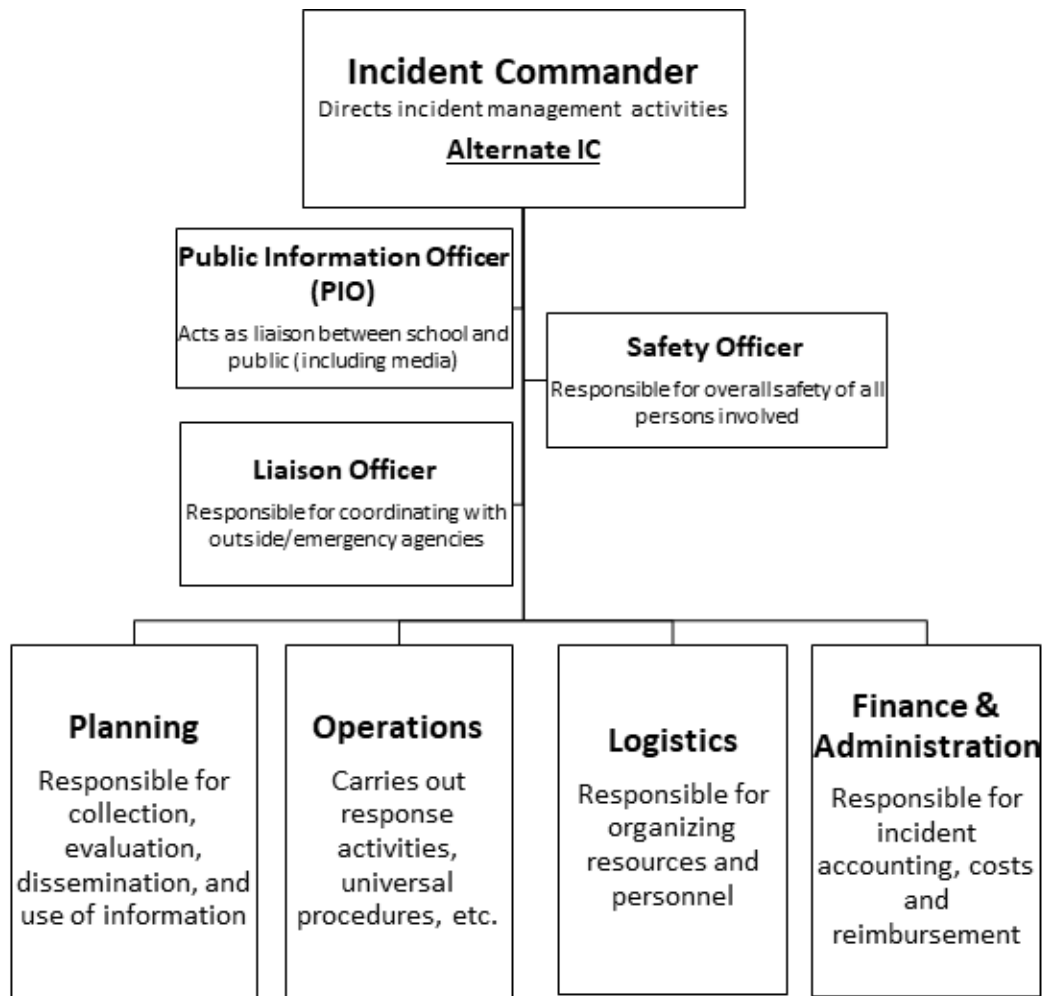 Incident Commander
Directs incident management activities
Alternate IC
Public Information Officer
(PIO)
Acts as liaison between school and
public (including media)
Safety Officer
Responsible for overall safety of all
persons involved
Liaison Officer
Responsible for coordinating with
outside/emergency agencies
Planning
Responsible for
collection,
evaluation,
dissemination, and
use of information
Operations
Carries out
response
activities,
universal
procedures, etc.
Logistics
Responsible for
organizing
resources and
personnel
Finance &
Administration
Responsible for
incident
accounting, costs
and
reimbursement